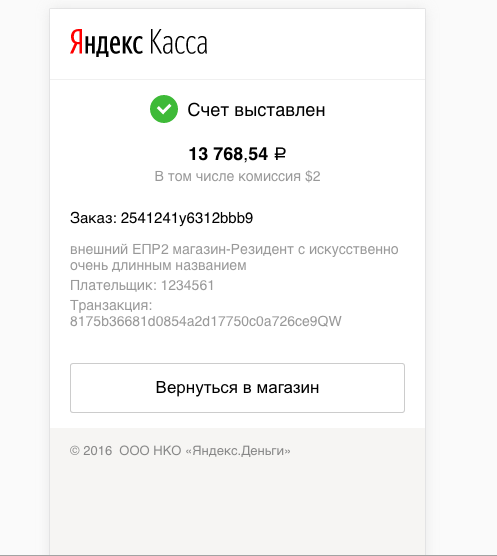 Яндекс Касса
Счет выставлен
13 768,54 ₽
В том числе комиссия $2
Заказ: 2541241y6312bbb9
внешний ЕПР2 магазин-Резидент с искусственно
очень длинным названием
Плательщик: 1234561
Транзакция:
8175b36681d0854a2d17750c0a726ce9QW
Вернуться в магазин
© 2016 ООО НКО «Яндекс.Деньги»